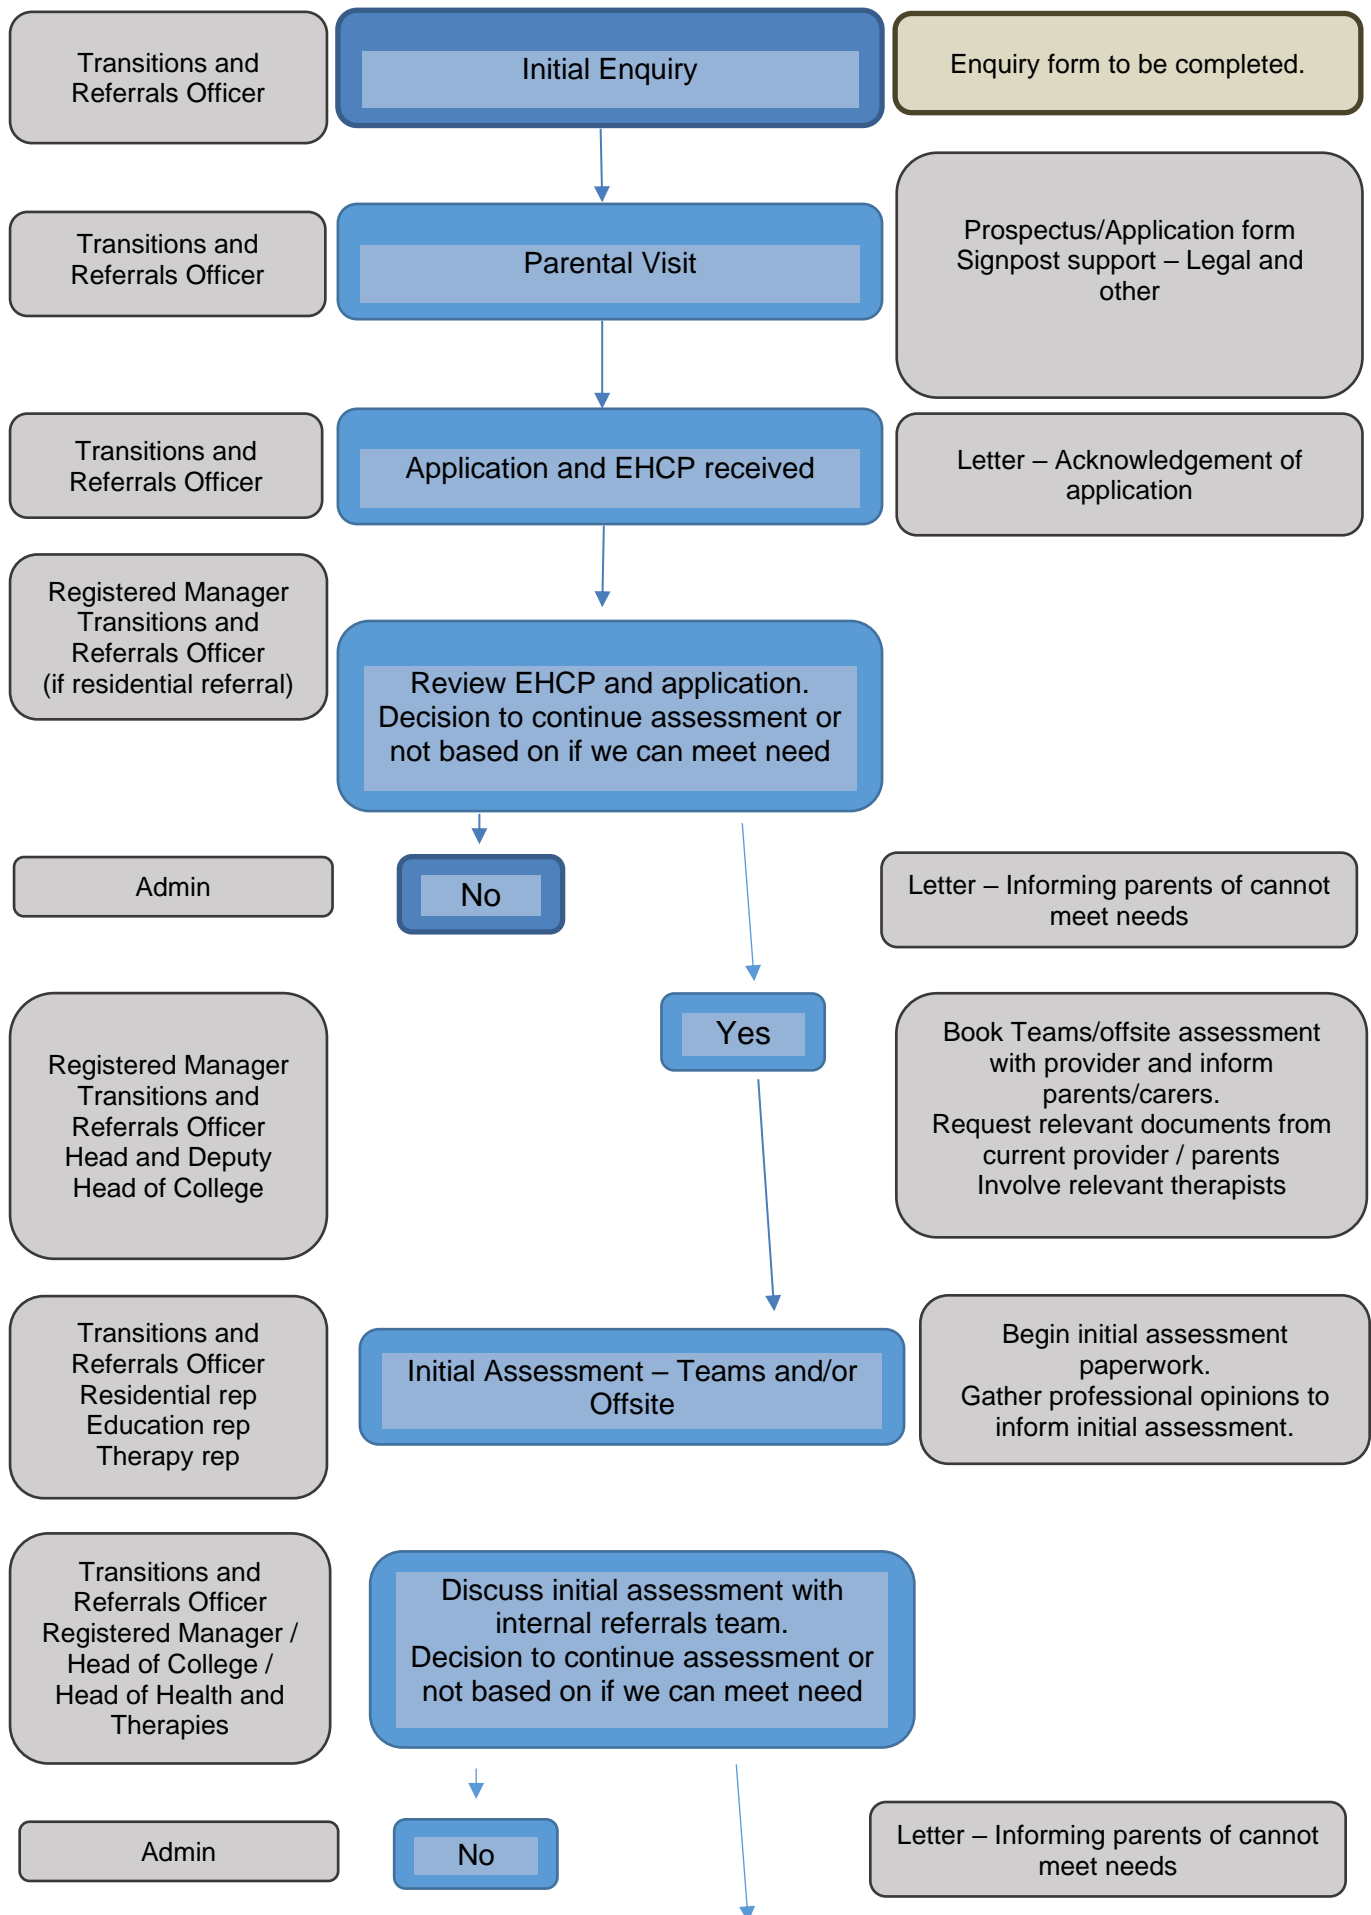 Transitions and
Referrals Officer
Initial Enquiry
Enquiry form to be completed.
Transitions and
Referrals Officer
Parental Visit
Prospectus/Application form
Signpost support – Legal and
other
Transitions and
Referrals Officer
Application and EHCP received
Letter – Acknowledgement of
application
Registered Manager
Transitions and
Referrals Officer
(if residential referral)
Review EHCP and application.
Decision to continue assessment or
not based on if we can meet need
Admin
No
Letter – Informing parents of cannot
meet needs
Registered Manager
Transitions and
Referrals Officer
Head and Deputy
Head of College
Yes
Book Teams/offsite assessment
with provider and inform
parents/carers.
Request relevant documents from
current provider / parents
Involve relevant therapists
Transitions and
Referrals Officer
Residential rep
Education rep
Therapy rep
Initial Assessment – Teams and/or
Offsite
Begin initial assessment
paperwork.
Gather professional opinions to
inform initial assessment.
Transitions and
Referrals Officer
Registered Manager /
Head of College /
Head of Health and
Therapies
Discuss initial assessment with
internal referrals team.
Decision to continue assessment or
not based on if we can meet need
Admin
No
Letter – Informing parents of cannot
meet needs